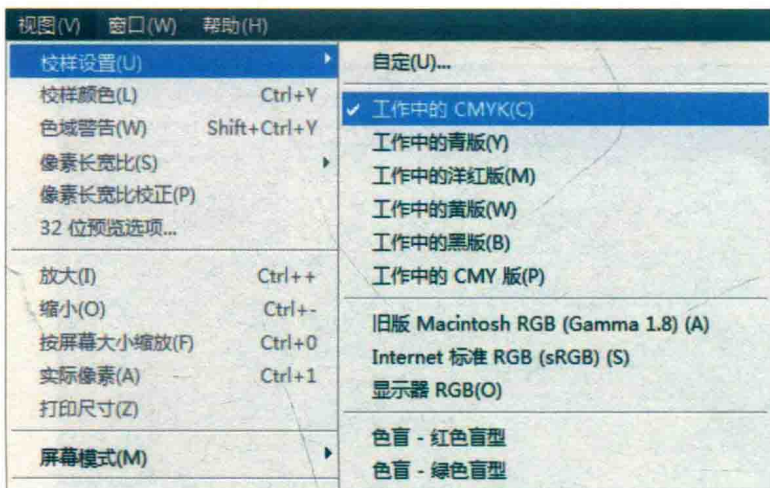 视图(V) 窗口(W) 帮助(H)
校样设置(U)
校样颜色(L) Ctrl+Y
色域警告(W) Shift+Ctrl+Y
像素长宽比(S)
像素长宽比校正(P)
32 位预览选项...
放大(I) Ctrl++
缩小(O) Ctrl+-
按屏幕大小缩放(F) Ctrl+0
实际像素(A) Ctrl+1
打印尺寸(Z)
屏幕模式(M)
自定(U)...
工作中的 CMYK(C)
工作中的青版(Y)
工作中的洋红版(M)
工作中的黄版(W)
工作中的黑版(B)
工作中的 CMY 版(P)
旧版 Macintosh RGB (Gamma 1.8) (A)
Internet 标准 RGB (sRGB) (S)
显示器 RGB(O)
色盲 - 红色盲型
色盲 - 绿色盲型